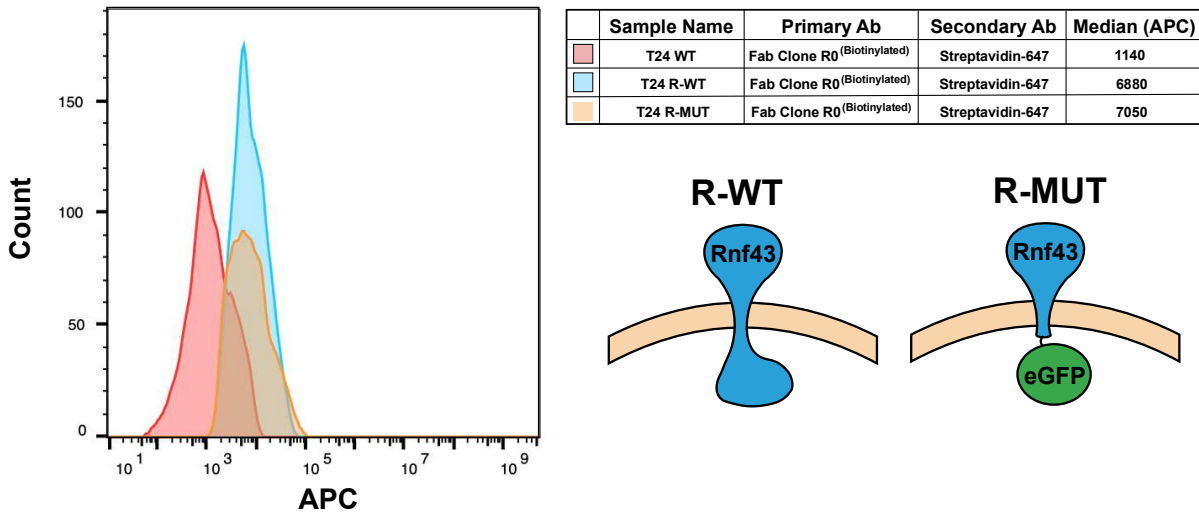 Count
150
100
50
0
10 1
10 3
10 5
10 7
10 9
APC
Sample Name Primary Ab Secondary Ab Median (APC)
T24 WT Fab Clone R0(Biotinylated) Streptavidin-647 1140
T24 R-WT Fab Clone R0(Biotinylated) Streptavidin-647 6880
T24 R-MUT Fab Clone R0(Biotinylated) Streptavidin-647 7050
R-WT R-MUT
Rnf43 Rnf43
eGFP